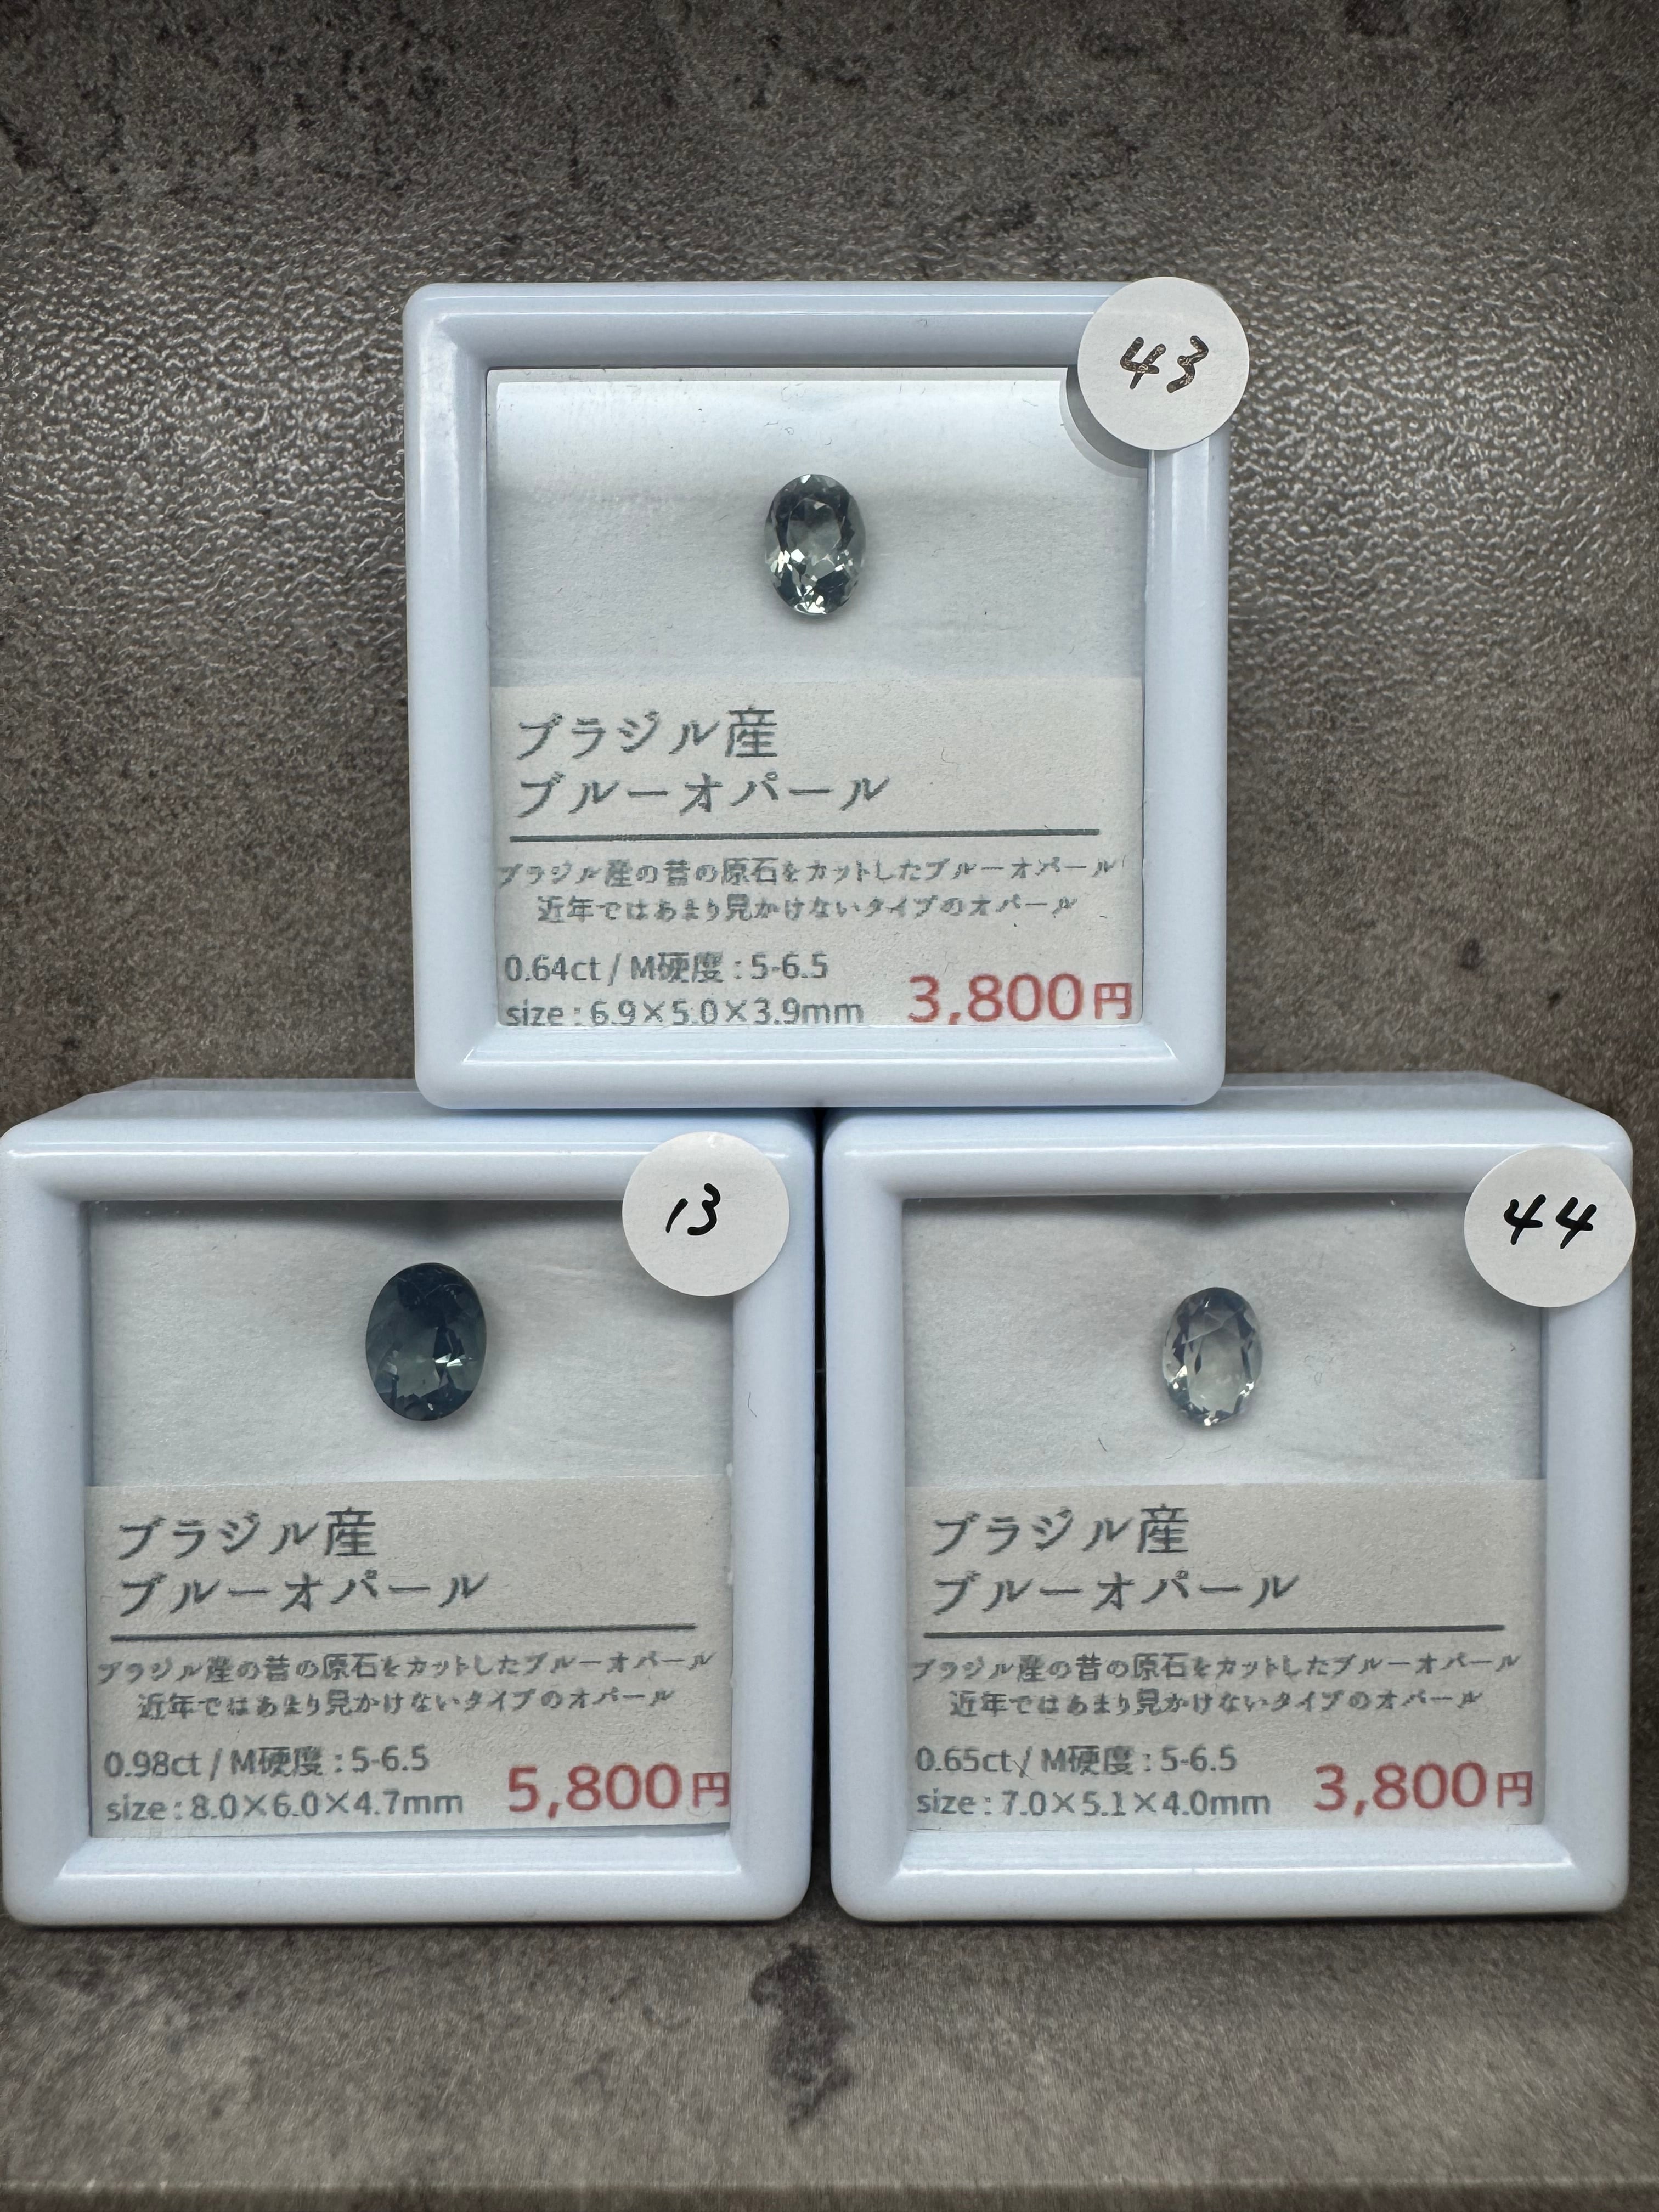 43
ブラジル産
ブルーオパール
ブラジル産の昔の原石をカットしたブルーオパール
近年ではあまり見かけないタイプのオパール
0.64ct / M硬度 : 5-6.5
size : 6.9×5.0×3.9mm 3,800円
13
ブラジル産
ブルーオパール
ブラジル産の昔の原石をカットしたブルーオパール
近年ではあまり見かけないタイプのオパール
0.98ct / M硬度 : 5-6.5
size : 8.0×6.0×4.7mm 5,800円
44
ブラジル産
ブルーオパール
ブラジル産の昔の原石をカットしたブルーオパール
近年ではあまり見かけないタイプのオパール
0.65ct / M硬度 : 5-6.5
size : 7.0×5.1×4.0mm 3,800円